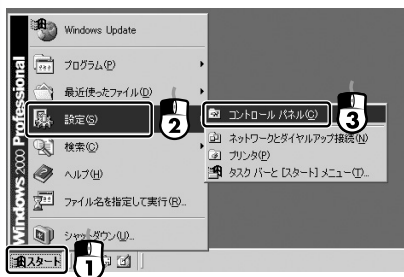 Windows 2000 Professional
Windows Update
プログラム(P)
最近使ったファイル(D)
設定(S)
検索(C)
ヘルプ(H)
ファイル名を指定して実行(R)...
シャットダウン(U)...
スタート
コントロール パネル(C)
ネットワークとダイヤルアップ接続(N)
プリンタ(P)
タスク バーと [スタート] メニュー(T)...
1
2
3